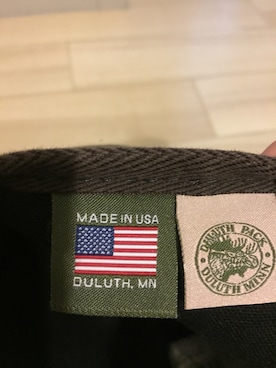 MADE IN USA
DULUTH, MN
DULUTH PACK
DULUTH MINN